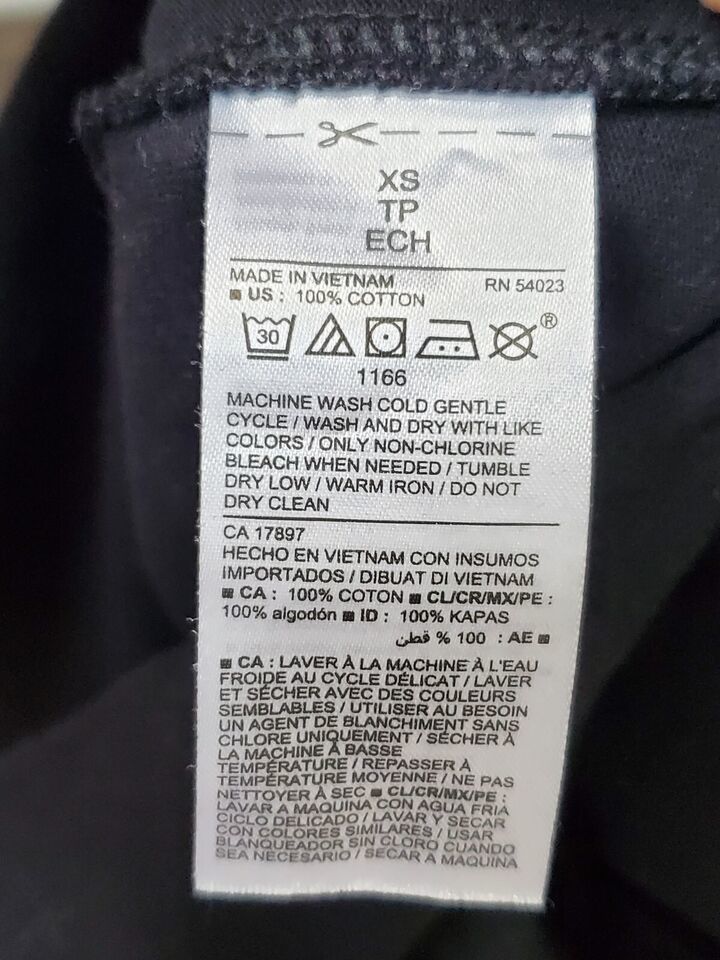 XS
TP
ECH
MADE IN VIETNAM RN 54023
US : 100% COTTON
30
®
1166
MACHINE WASH COLD GENTLE
CYCLE / WASH AND DRY WITH LIKE
COLORS / ONLY NON-CHLORINE
BLEACH WHEN NEEDED / TUMBLE
DRY LOW / WARM IRON / DO NOT
DRY CLEAN
CA 17897
HECHO EN VIETNAM CON INSUMOS
IMPORTADOS / DIBUAT DI VIETNAM
CA : 100% COTON CL/CR/MX/PE :
100% algodón ID : 100% KAPAS
AE : 100 % قطن
CA : LAVER À LA MACHINE À L'EAU
FROIDE AU CYCLE DÉLICAT / LAVER
ET SÉCHER AVEC DES COULEURS
SEMBLABLES / UTILISER AU BESOIN
UN AGENT DE BLANCHIMENT SANS
CHLORE UNIQUEMENT / SÉCHER À
LA MACHINE À BASSE
TEMPÉRATURE / REPASSER À
TEMPÉRATURE MOYENNE / NE PAS
NETTOYER À SEC CL/CR/MX/PE :
LAVAR A MAQUINA CON AGUA FRIA
CICLO DELICADO / LAVAR Y SECAR
CON COLORES SIMILARES / USAR
BLANQUEADOR SIN CLORO CUANDO
SEA NECESARIO / SECAR A MAQUINA